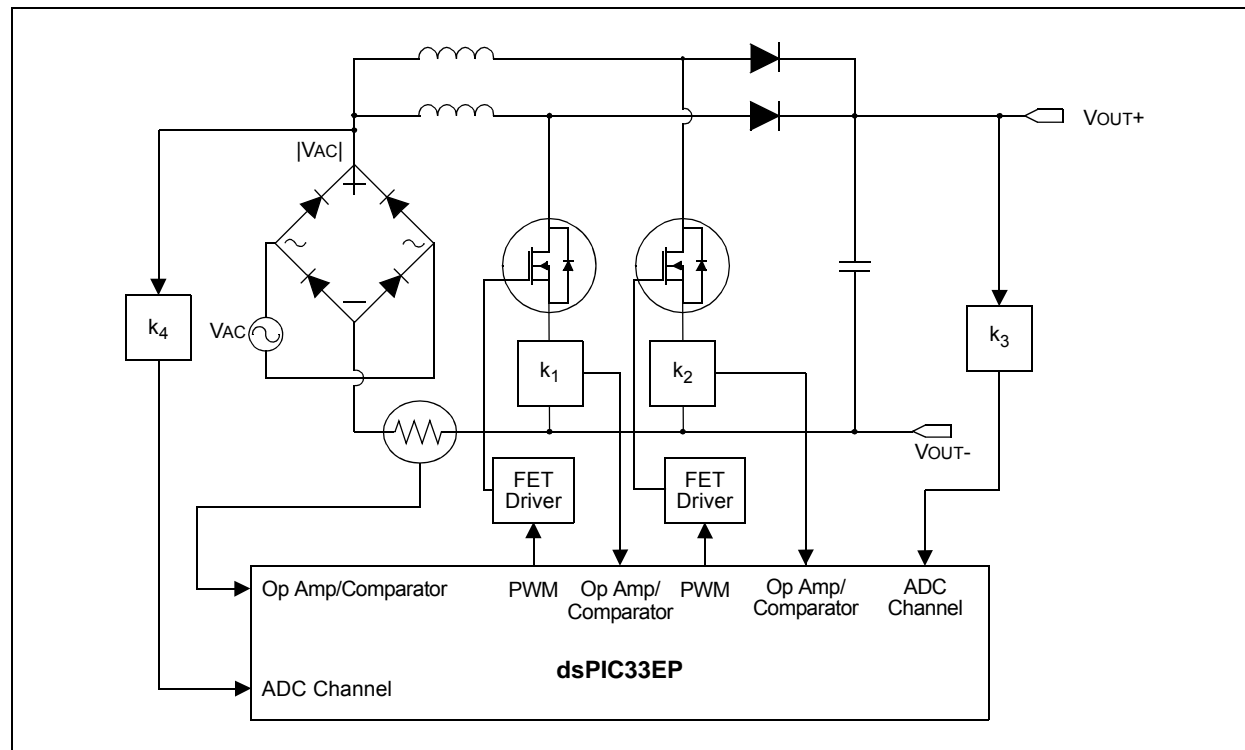 VOUT+
|VAC|
k4
VAC
k1
k2
k3
VOUT-
FET
Driver
FET
Driver
Op Amp/Comparator
PWM
Op Amp/
Comparator
PWM
Op Amp/
Comparator
ADC
Channel
dsPIC33EP
ADC Channel